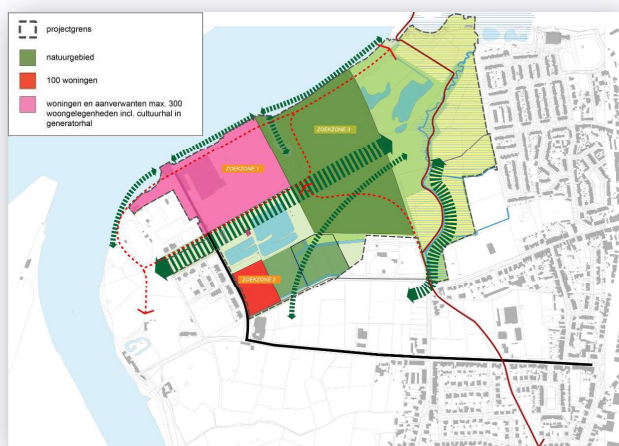 projectgrens
natuurgebied
100 woningen
woningen en aanverwanten max. 300
woongelegenheden incl. cultuurhal in
generatorhal
ZOEKZONE 3
ZOEKZONE 1
ZOEKZONE 2